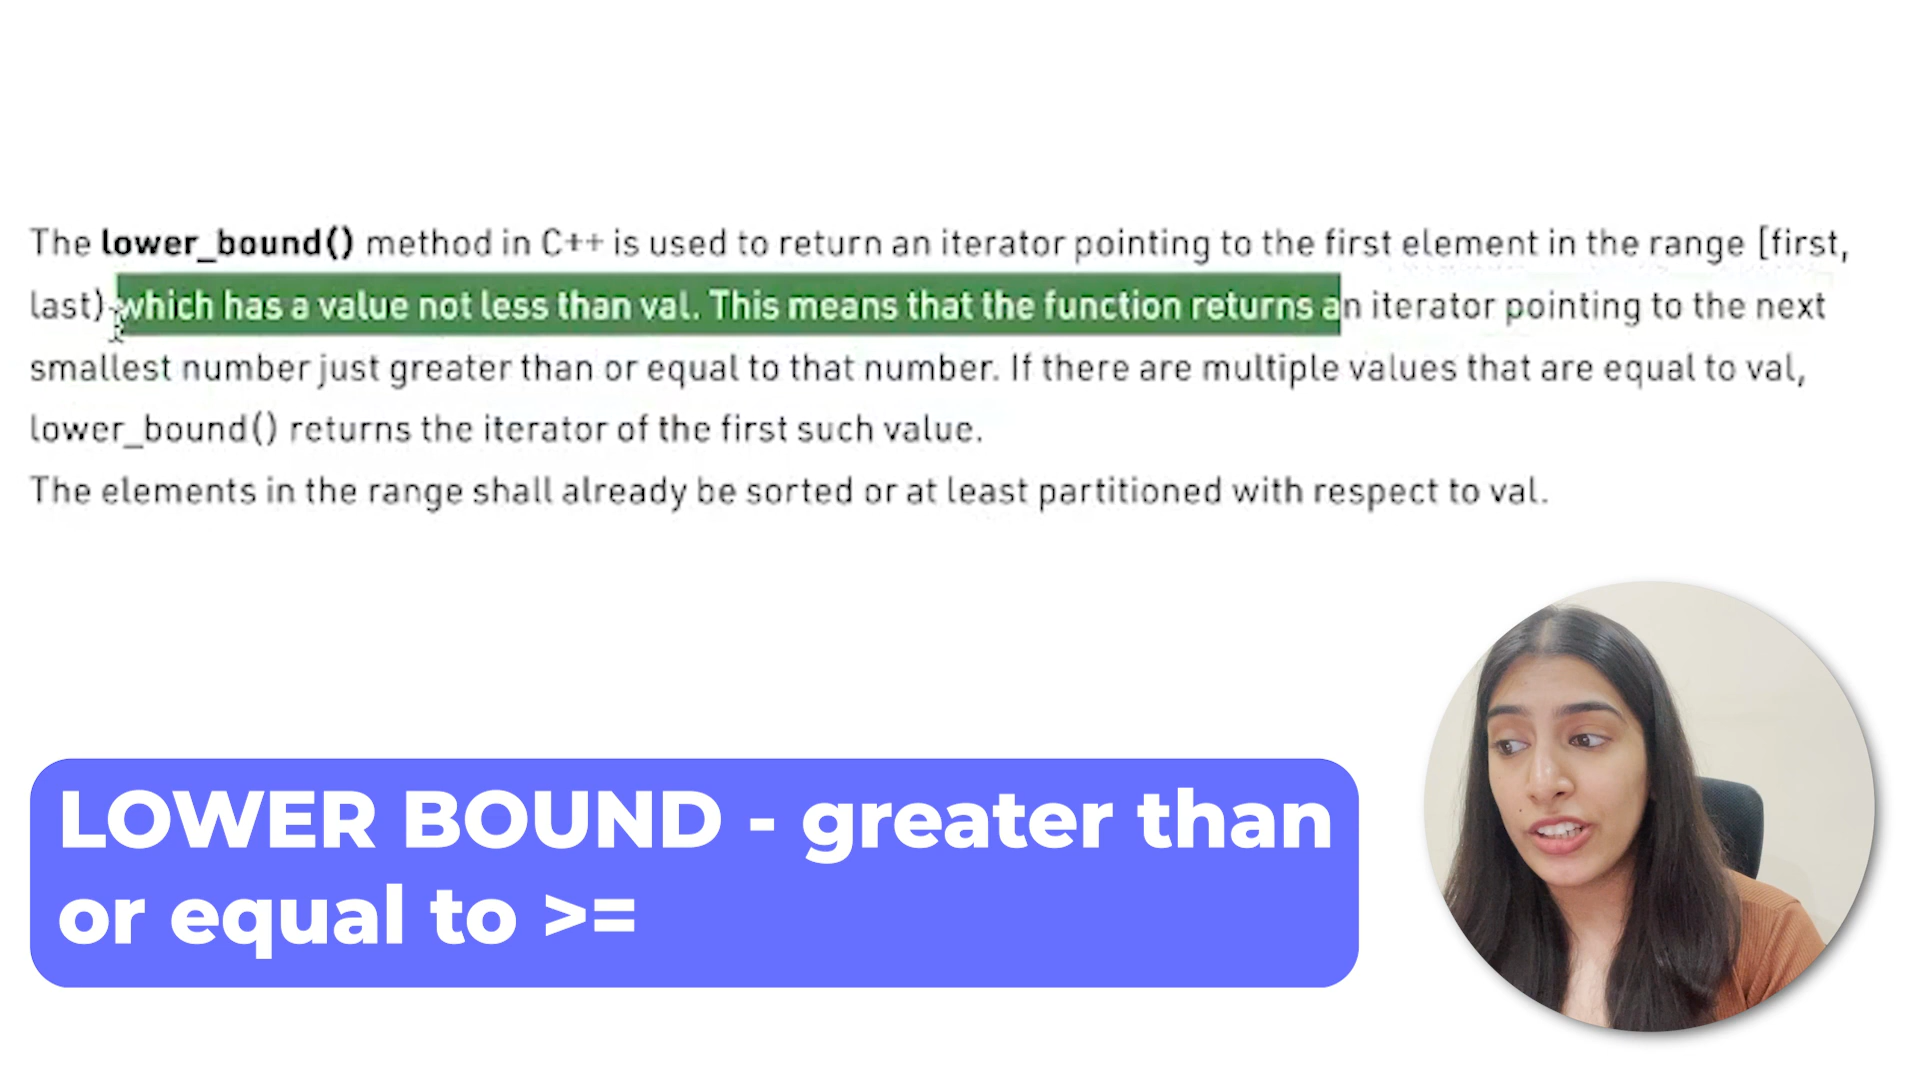 The lower_bound() method in C++ is used to return an iterator pointing to the first element in the range [first,
last) which has a value not less than val. This means that the function returns an iterator pointing to the next
smallest number just greater than or equal to that number. If there are multiple values that are equal to val,
lower_bound() returns the iterator of the first such value.
The elements in the range shall already be sorted or at least partitioned with respect to val.
LOWER BOUND - greater than
or equal to >=